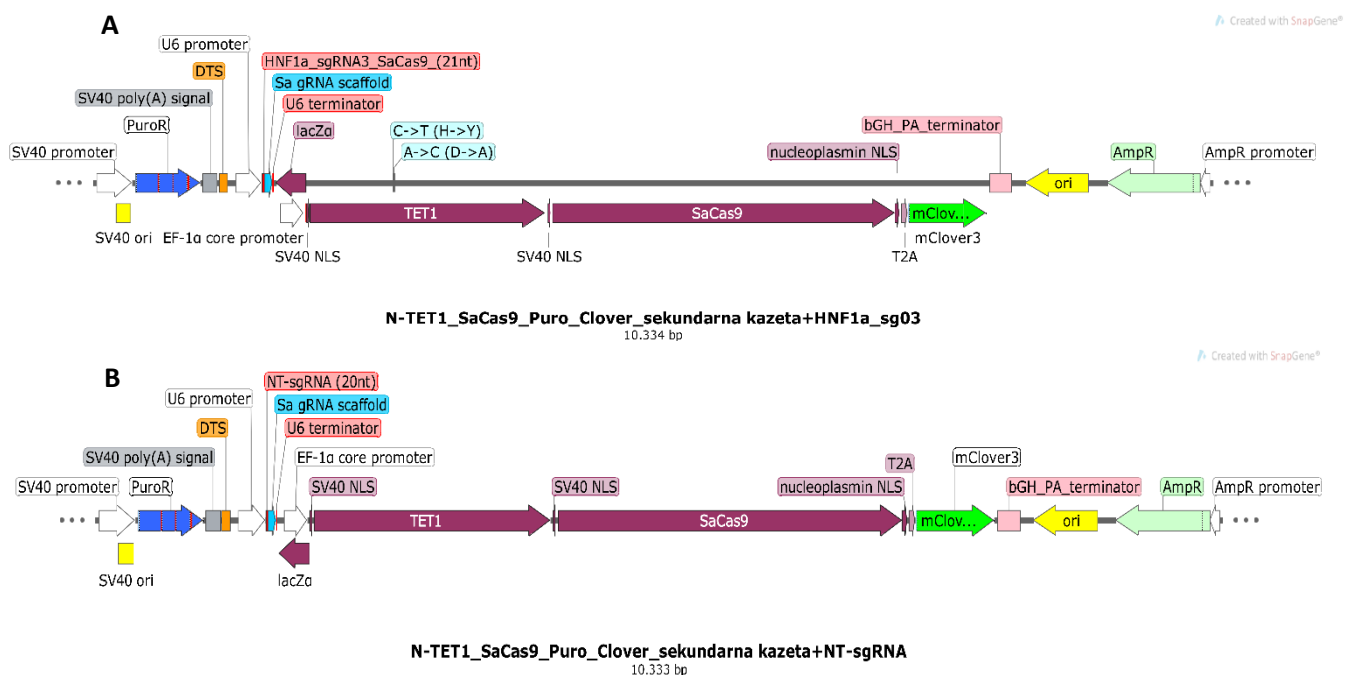 A
Created with SnapGene®
U6 promoter
HNF1a_sgRNA3_SaCas9_(21nt)
DTS
Sa gRNA scaffold
SV40 poly(A) signal
U6 terminator
PuroR
lacZα
C->T (H->Y)
bGH_PA_terminator
SV40 promoter
A->C (D->A)
nucleoplasmin NLS
AmpR
AmpR promoter
ori
TET1
SaCas9
mClov...
SV40 ori
EF-1α core promoter
mClover3
SV40 NLS
SV40 NLS
T2A
N-TET1_SaCas9_Puro_Clover_sekundarna kazeta+HNF1a_sg03
10.334 bp
Created with SnapGene®
B
NT-sgRNA (20nt)
U6 promoter
Sa gRNA scaffold
DTS
U6 terminator
SV40 poly(A) signal
EF-1α core promoter
T2A
mClover3
SV40 promoter
PuroR
SV40 NLS
SV40 NLS
nucleoplasmin NLS
bGH_PA_terminator
AmpR
AmpR promoter
TET1
SaCas9
mClov...
ori
SV40 ori
lacZα
N-TET1_SaCas9_Puro_Clover_sekundarna kazeta+NT-sgRNA
10.333 bp